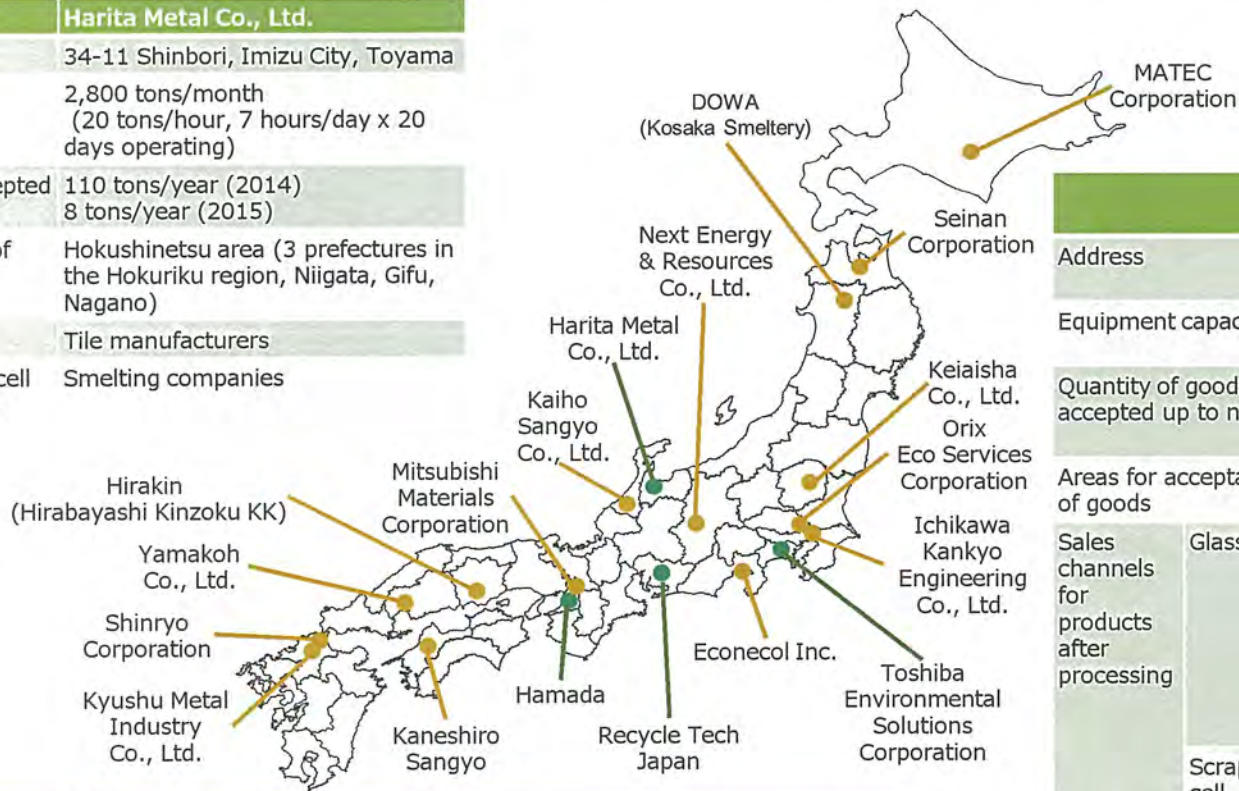 Harita Metal Co., Ltd.
34-11 Shinbori, Imizu City, Toyama
2,800 tons/month
(20 tons/hour, 7 hours/day x 20
days operating)
epted
110 tons/year (2014)
8 tons/year (2015)
of
Hokushinetsu area (3 prefectures in
the Hokuriku region, Niigata, Gifu,
Nagano)
Tile manufacturers
cell
Smelting companies
MATEC
Corporation
DOWA
(Kosaka Smeltery)
Seinan
Corporation
Next Energy
& Resources
Co., Ltd.
Harita Metal
Co., Ltd.
Keiaisha
Co., Ltd.
Kaiho
Sangyo
Co., Ltd.
Orix
Eco Services
Corporation
Mitsubishi
Materials
Corporation
Hirakin
(Hirabayashi Kinzoku KK)
Ichikawa
Kankyo
Engineering
Co., Ltd.
Yamakoh
Co., Ltd.
Shinryo
Corporation
Econecol Inc.
Toshiba
Environmental
Solutions
Corporation
Kyushu Metal
Industry
Co., Ltd.
Hamada
Kaneshiro
Sangyo
Recycle Tech
Japan
Address
Equipment capac
Quantity of good
accepted up to n
Areas for accepta
of goods
Sales
channels
for
products
after
processing
Glass
Scrap
cell